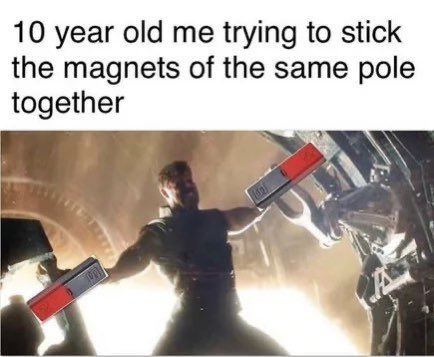 10 year old me trying to stick
the magnets of the same pole
together